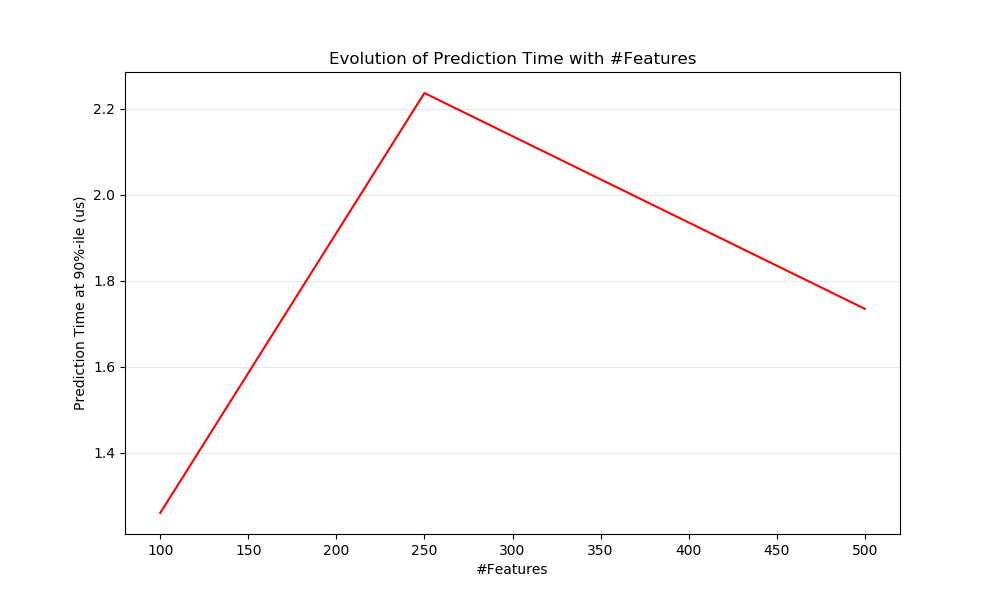 Evolution of Prediction Time with #Features
Prediction Time at 90%-ile (us)
2.2
2.0
1.8
1.6
1.4
100 150 200 250 300 350 400 450 500
#Features